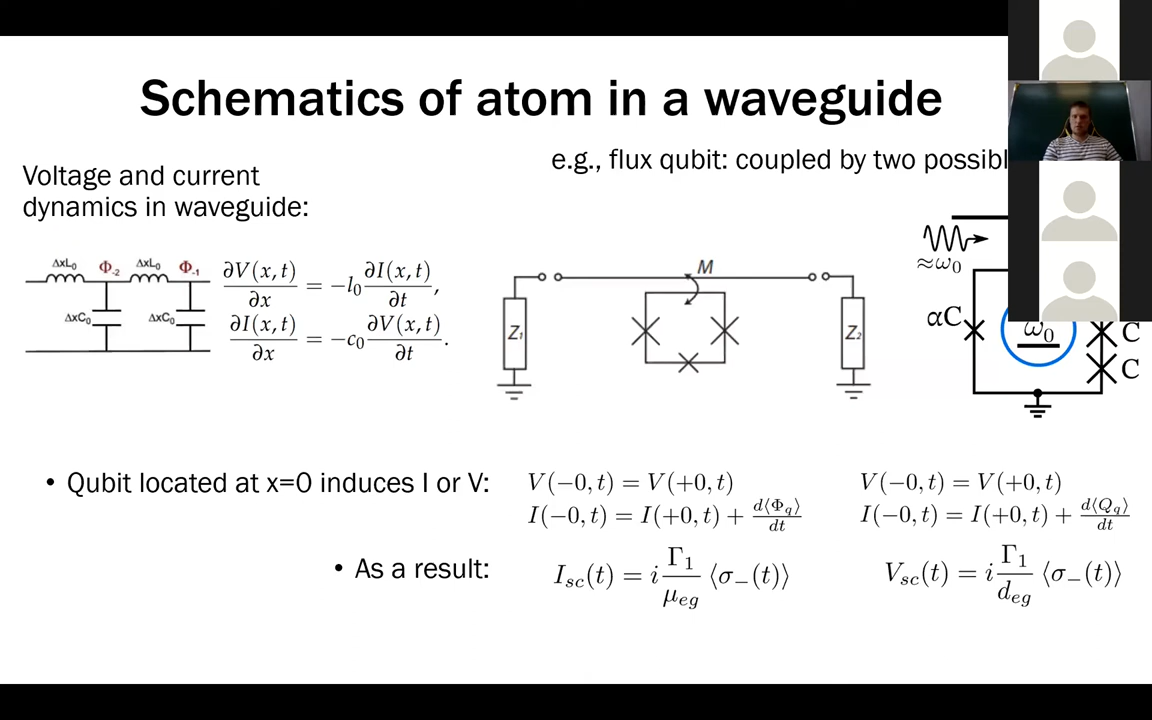 Schematics of atom in a waveguide
Voltage and current
dynamics in waveguide:
e.g., flux qubit: coupled by two possibl
ΔxL₀ Φ₋₂ ΔxL₀ Φ₋₁
ΔxC₀ ΔxC₀
∂V(x,t)/∂x = −l₀ ∂I(x,t)/∂t,
∂I(x,t)/∂x = −c₀ ∂V(x,t)/∂t.
M
Z₁ Z₂
≈ω₀
αC ω₀ C
C
• Qubit located at x=0 induces I or V:
V(−0,t) = V(+0,t)
I(−0,t) = I(+0,t) + d⟨Φ_q⟩/dt
V(−0,t) = V(+0,t)
I(−0,t) = I(+0,t) + d⟨Q_q⟩/dt
• As a result:
I_sc(t) = i Γ₁/μ_eg ⟨σ₋(t)⟩
V_sc(t) = i Γ₁/d_eg ⟨σ₋(t)⟩